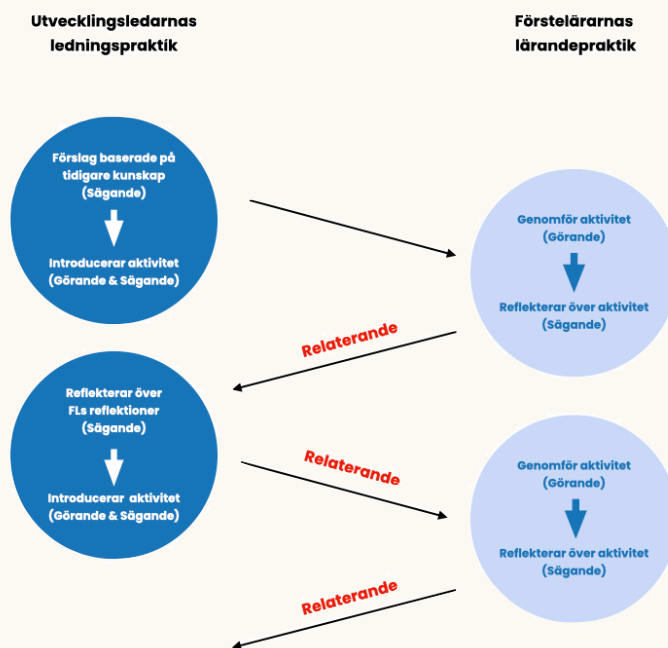 Utvecklingsledarnas
ledningspraktik
Förstelärarnas
lärandepraktik
Förslag baserade på
tidigare kunskap
(Sägande)
Introducerar aktivitet
(Görande & Sägande)
Genomför aktivitet
(Görande)
Reflekterar över aktivitet
(Sägande)
Relaterande
Reflekterar över
FLs reflektioner
(Sägande)
Introducerar aktivitet
(Görande & Sägande)
Relaterande
Genomför aktivitet
(Görande)
Reflekterar över aktivitet
(Sägande)
Relaterande